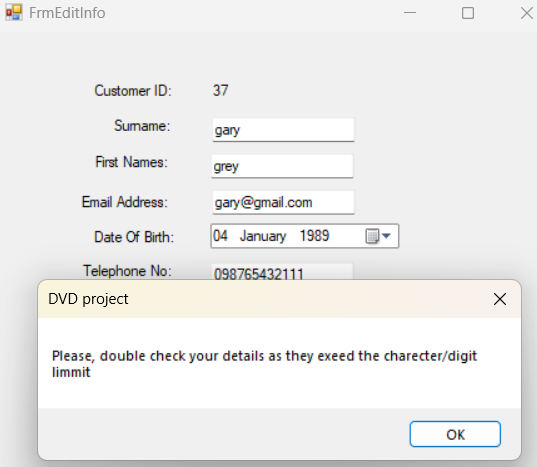 FrmEditInfo
Customer ID: 37
Surname: gary
First Names: grey
Email Address: gary@gmail.com
Date Of Birth: 04 January 1989
Telephone No: 098765432111
DVD project
Please, double check your details as they exeed the charecter/digit
limmit
OK